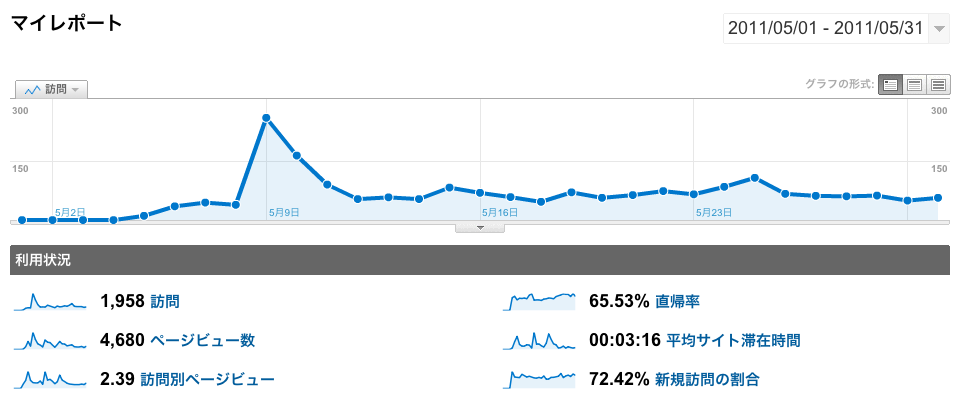 マイレポート
2011/05/01 - 2011/05/31
訪問
グラフの形式:
300 300
150 150
5月2日 5月9日 5月16日 5月23日
利用状況
1,958 訪問 65.53% 直帰率
4,680 ページビュー数 00:03:16 平均サイト滞在時間
2.39 訪問別ページビュー 72.42% 新規訪問の割合